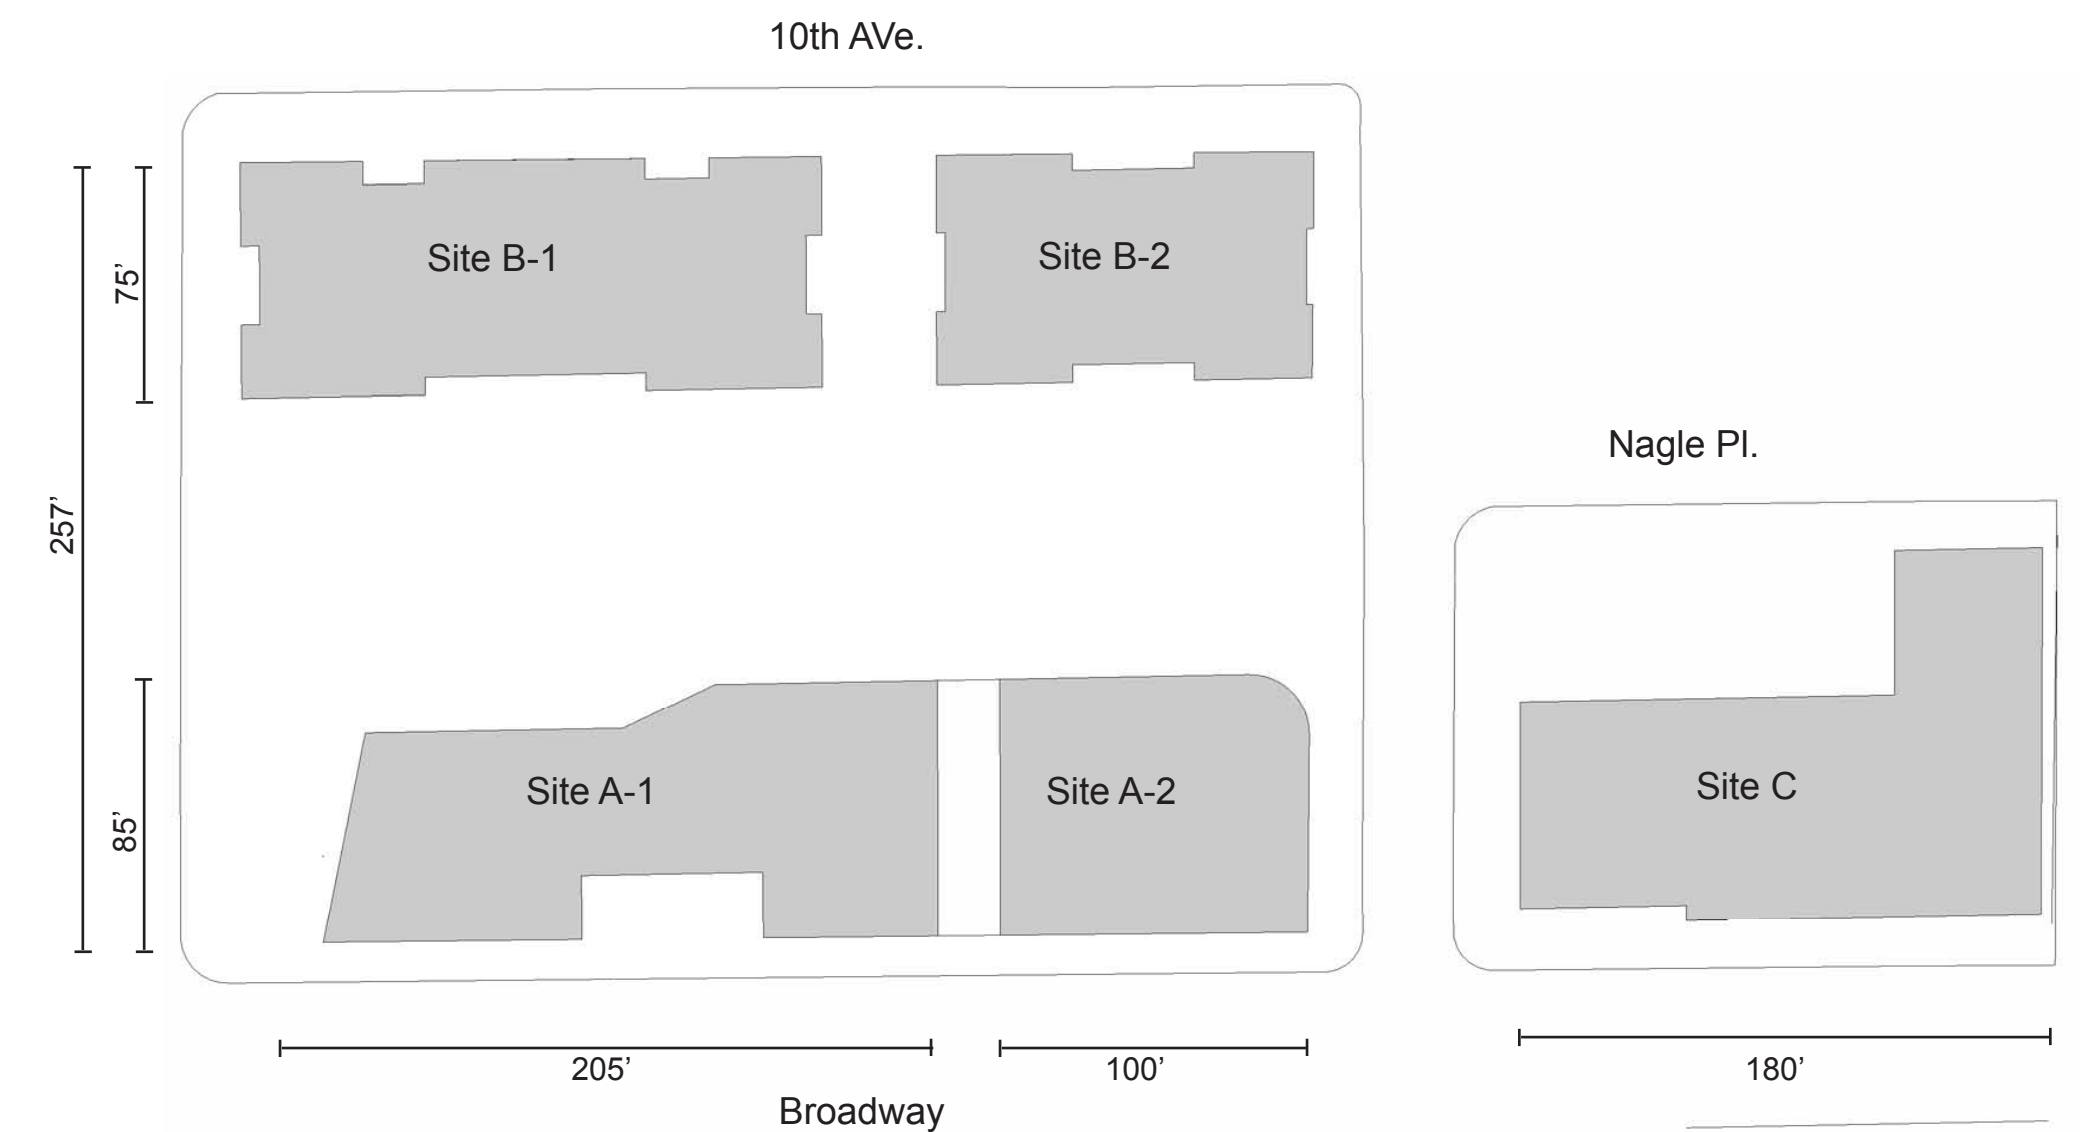 10th AVe.
Site B-1
Site B-2
75’
Nagle Pl.
257’
Site A-1
Site A-2
Site C
85’
205’
100’
180’
Broadway